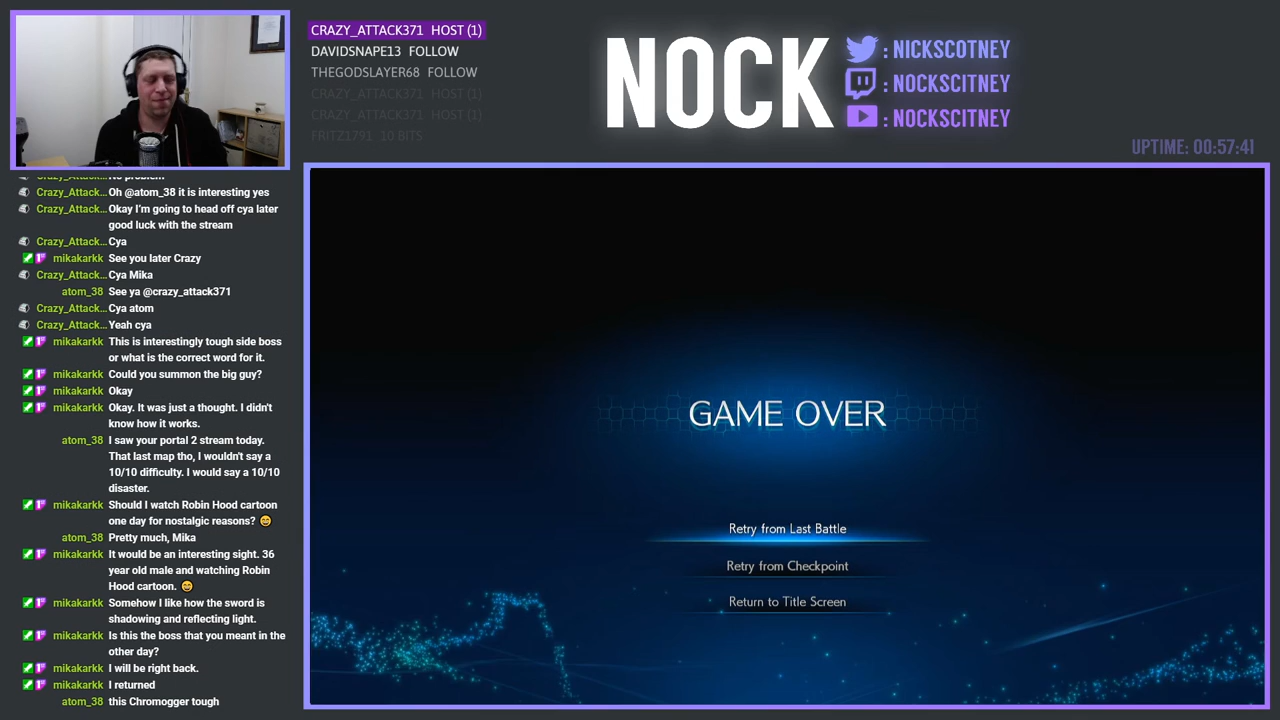 CRAZY_ATTACK371 HOST (1)
DAVIDSNAPE13 FOLLOW
THEGODSLAYER68 FOLLOW
CRAZY_ATTACK371 HOST (1)
CRAZY_ATTACK371 HOST (1)
FRITZ1791 10 BITS
NOCK
: NICKSCOTNEY
: NOCKSCITNEY
: NOCKSCITNEY
UPTIME: 00:57:41
Crazy_Attack... No problem
Crazy_Attack... Oh @atom_38 it is interesting yes
Crazy_Attack... Okay I'm going to head off cya later
good luck with the stream
Crazy_Attack... Cya
mikakarkk See you later Crazy
Crazy_Attack... Cya Mika
atom_38 See ya @crazy_attack371
Crazy_Attack... Cya atom
Crazy_Attack... Yeah cya
mikakarkk This is interestingly tough side boss
or what is the correct word for it.
mikakarkk Could you summon the big guy?
mikakarkk Okay
mikakarkk Okay. It was just a thought. I didn't
know how it works.
atom_38 I saw your portal 2 stream today.
That last map tho, I wouldn't say a
10/10 difficulty. I would say a 10/10
disaster.
mikakarkk Should I watch Robin Hood cartoon
one day for nostalgic reasons? 😄
atom_38 Pretty much, Mika
mikakarkk It would be an interesting sight. 36
year old male and watching Robin
Hood cartoon. 😄
mikakarkk Somehow I like how the sword is
shadowing and reflecting light.
mikakarkk Is this the boss that you meant in the
other day?
mikakarkk I will be right back.
mikakarkk I returned
atom_38 this Chromogger tough
GAME OVER
Retry from Last Battle
Retry from Checkpoint
Return to Title Screen